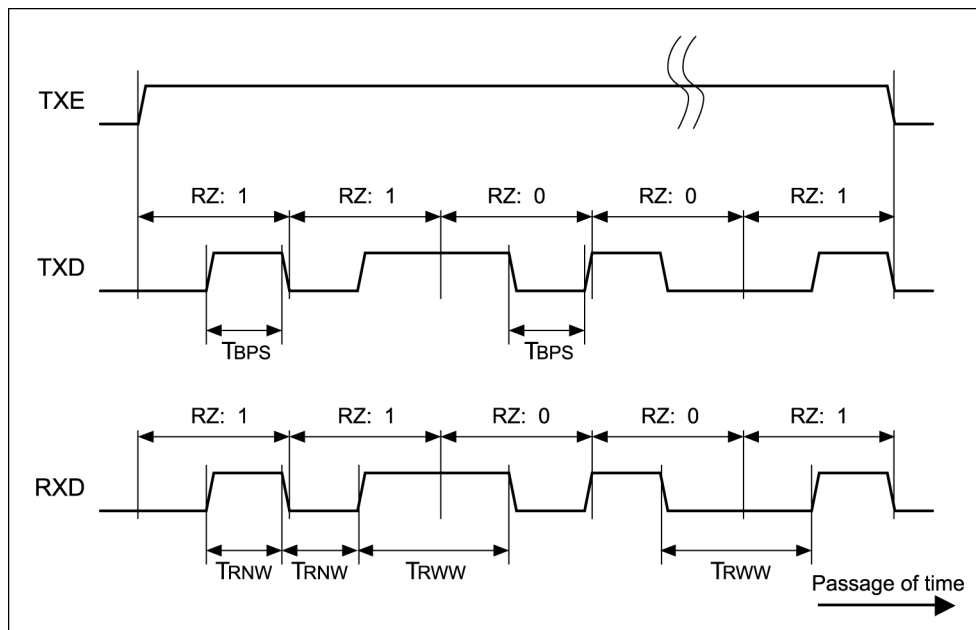 TXE
RZ: 1 RZ: 1 RZ: 0 RZ: 0 RZ: 1
TXD
TBPS TBPS
RZ: 1 RZ: 1 RZ: 0 RZ: 0 RZ: 1
RXD
TRNW TRNW TRWW TRWW
Passage of time